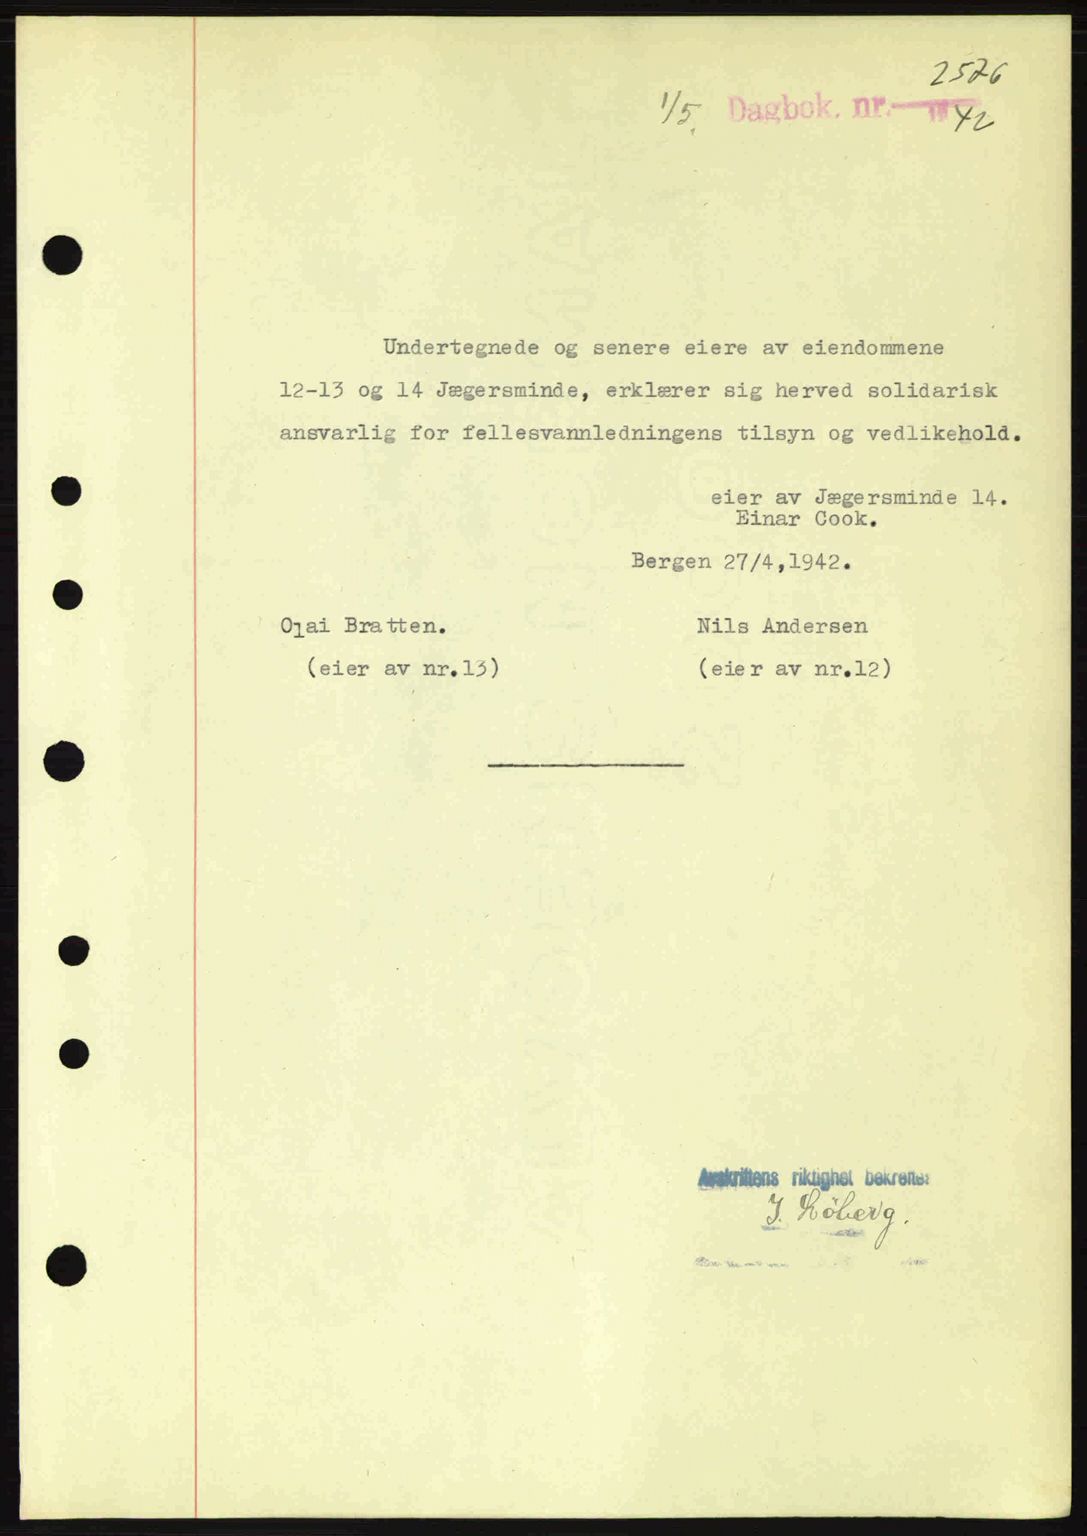 2526
1/5. Dagbok. nr. 42
Undertegnede og senere eiere av eiendommene
12-13 og 14 Jægersminde, erklærer sig herved solidarisk
ansvarlig for fellesvannledningens tilsyn og vedlikehold.
eier av Jægersminde 14.
Einar Cook.
Bergen 27/4,1942.
Olai Bratten. Nils Andersen
(eier av nr.13) (eier av nr.12)
Avskriftens riktighet bekreftes
J. Löberg.